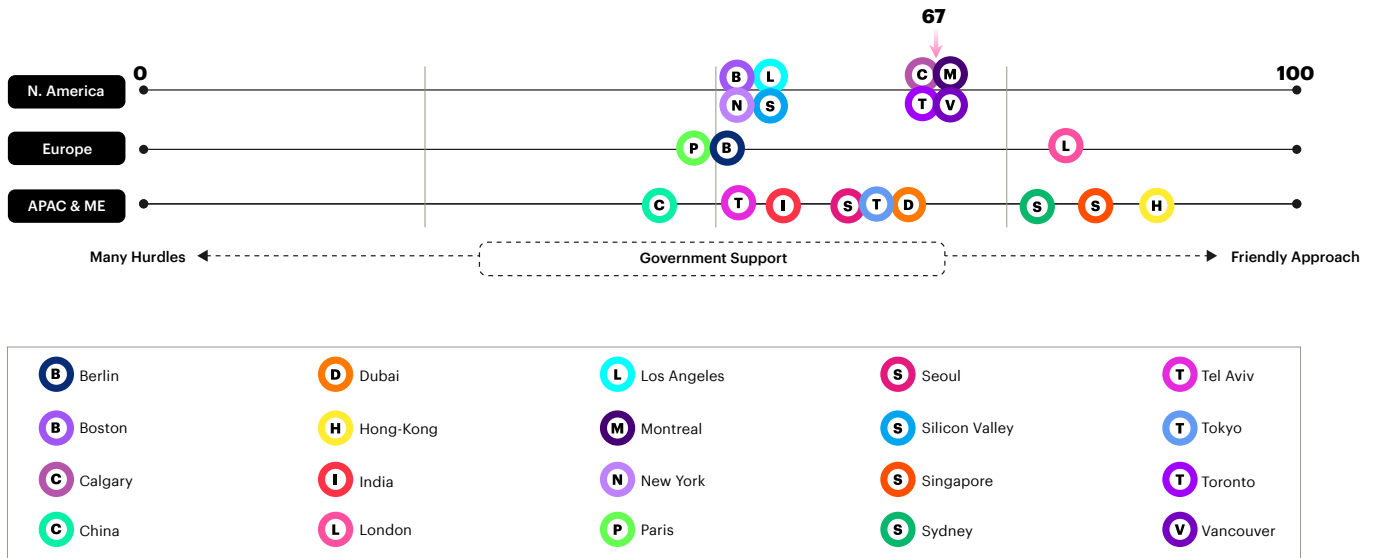 67
0
100
N. America
B L
C M
N S
T V
Europe
P B
L
APAC & ME
C
T
I
S T D
S
S
H
Many Hurdles
Government Support
Friendly Approach
B Berlin
D Dubai
L Los Angeles
S Seoul
T Tel Aviv
B Boston
H Hong-Kong
M Montreal
S Silicon Valley
T Tokyo
C Calgary
I India
N New York
S Singapore
T Toronto
C China
L London
P Paris
S Sydney
V Vancouver